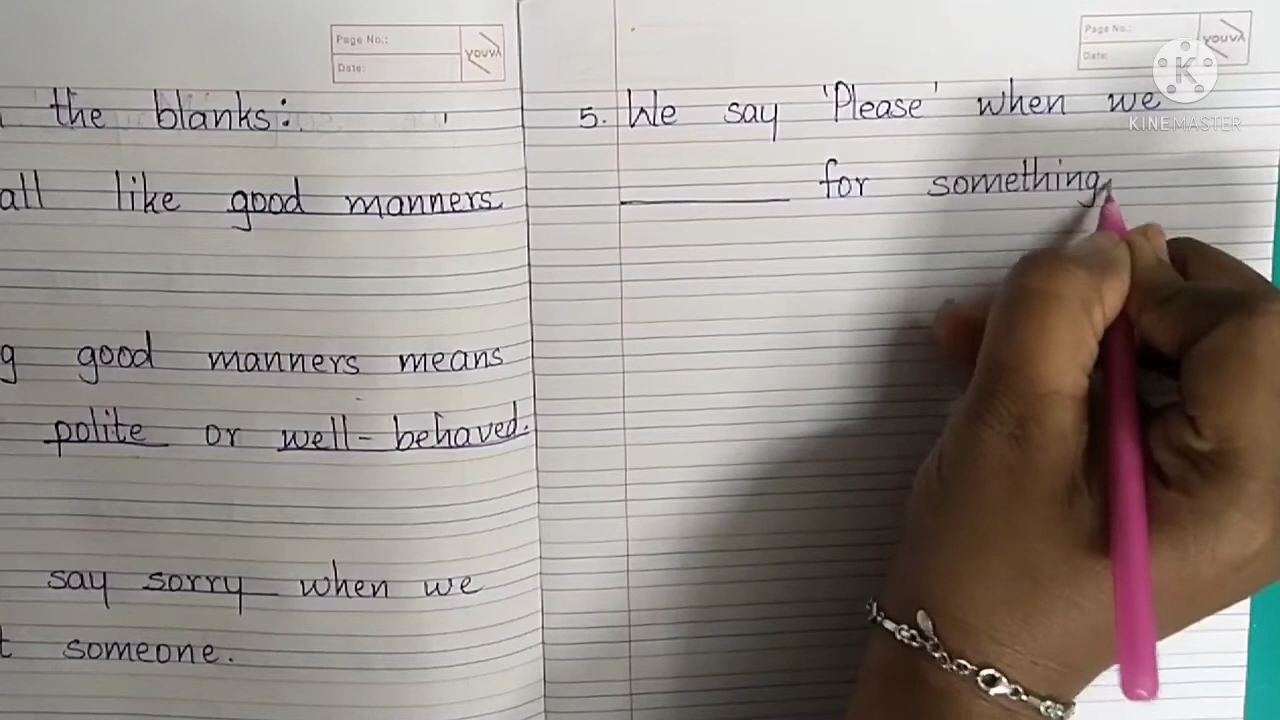 Page No.:
Date:
YOUVA
the blanks:
all like good manners
good manners means
polite or well-behaved.
say sorry when we
someone.
Page No.:
Date:
YOUVA
KINEMASTER
5. We say 'Please' when we
________ for something